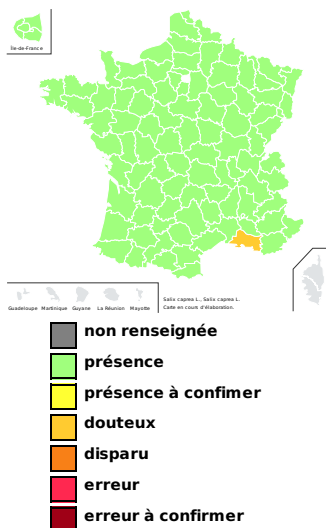 Île-de-France
Guadeloupe Martinique Guyane La Réunion Mayotte
Salix caprea L., Salix caprea L.
Carte en cours d'élaboration.
non renseignée
présence
présence à confimer
douteux
disparu
erreur
erreur à confirmer